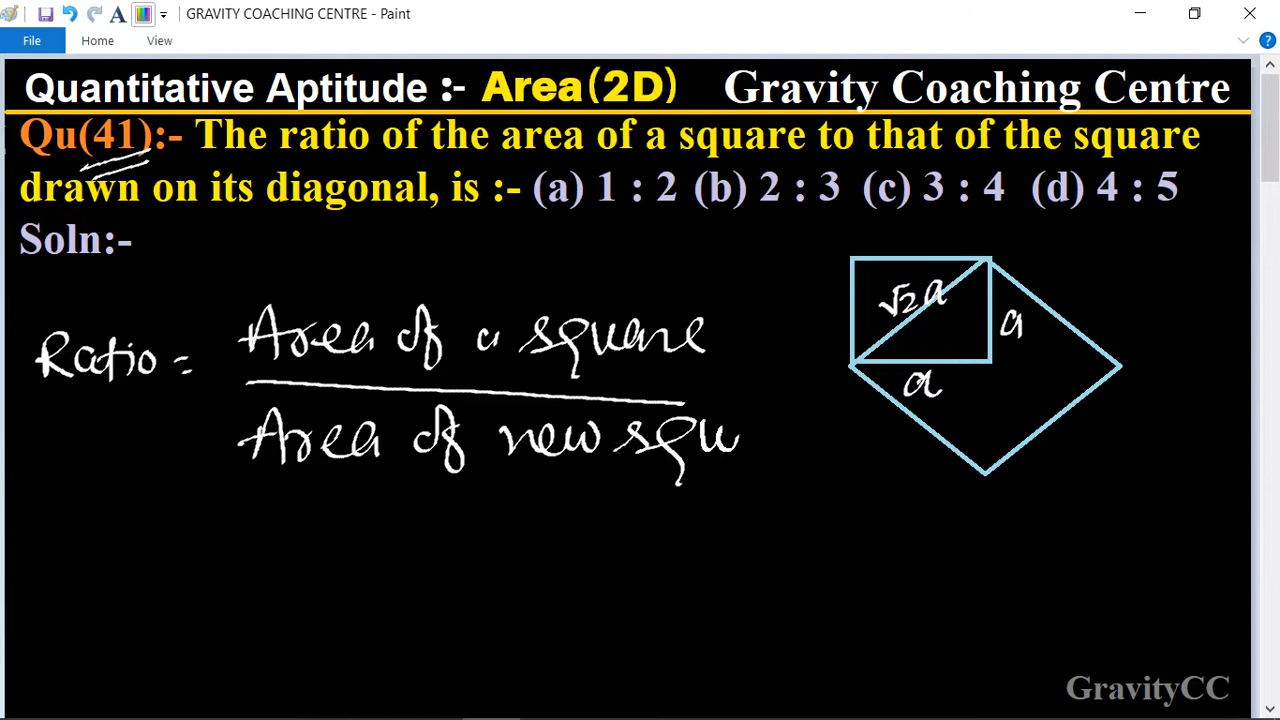 GRAVITY COACHING CENTRE - Paint
File Home View
Quantitative Aptitude :- Area(2D) Gravity Coaching Centre
Qu(41):- The ratio of the area of a square to that of the square
drawn on its diagonal, is :- (a) 1 : 2 (b) 2 : 3 (c) 3 : 4 (d) 4 : 5
Soln:-
√2a
a
a
Ratio = Area of a square
Area of new squ
GravityCC